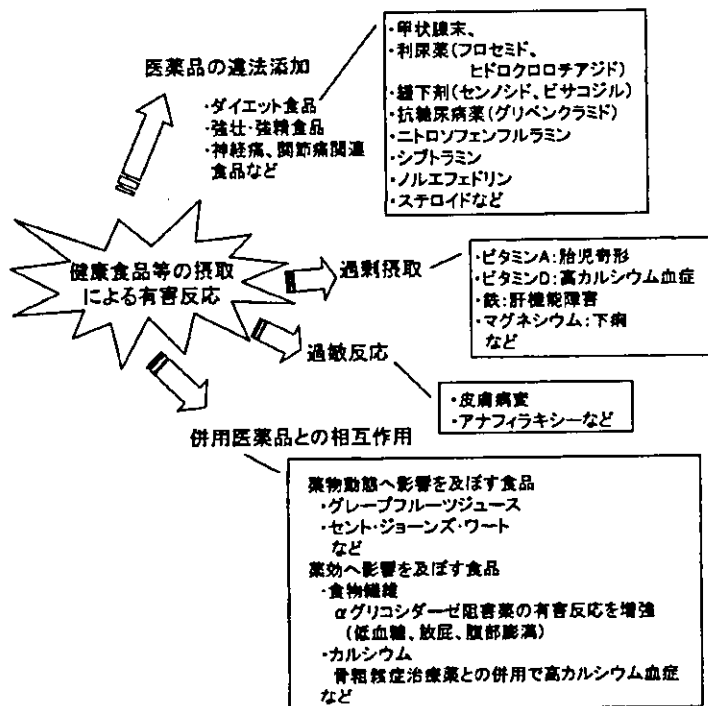 医薬品の違法添加
・ダイエット食品
・強壮・強精食品
・神経痛、関節痛関連
食品など
・甲状腺末、
・利尿薬(フロセミド、
ヒドロクロロチアジド)
・緩下剤(センノシド、ビサコジル)
・抗糖尿病薬(グリベンクラミド)
・ニトロソフェンフルラミン
・シブトラミン
・ノルエフェドリン
・ステロイドなど
健康食品等の摂取
による有害反応
過剰摂取
・ビタミンA:胎児奇形
・ビタミンD:高カルシウム血症
・鉄:肝機能障害
・マグネシウム:下痢
など
過敏反応
・皮膚病変
・アナフィラキシーなど
併用医薬品との相互作用
薬物動態へ影響を及ぼす食品
・グレープフルーツジュース
・セント・ジョーンズ・ワート
など
薬効へ影響を及ぼす食品
・食物繊維
αグリコシダーゼ阻害薬の有害反応を増強
(低血糖、放屁、腹部膨満)
・カルシウム
骨粗鬆症治療薬との併用で高カルシウム血症
など